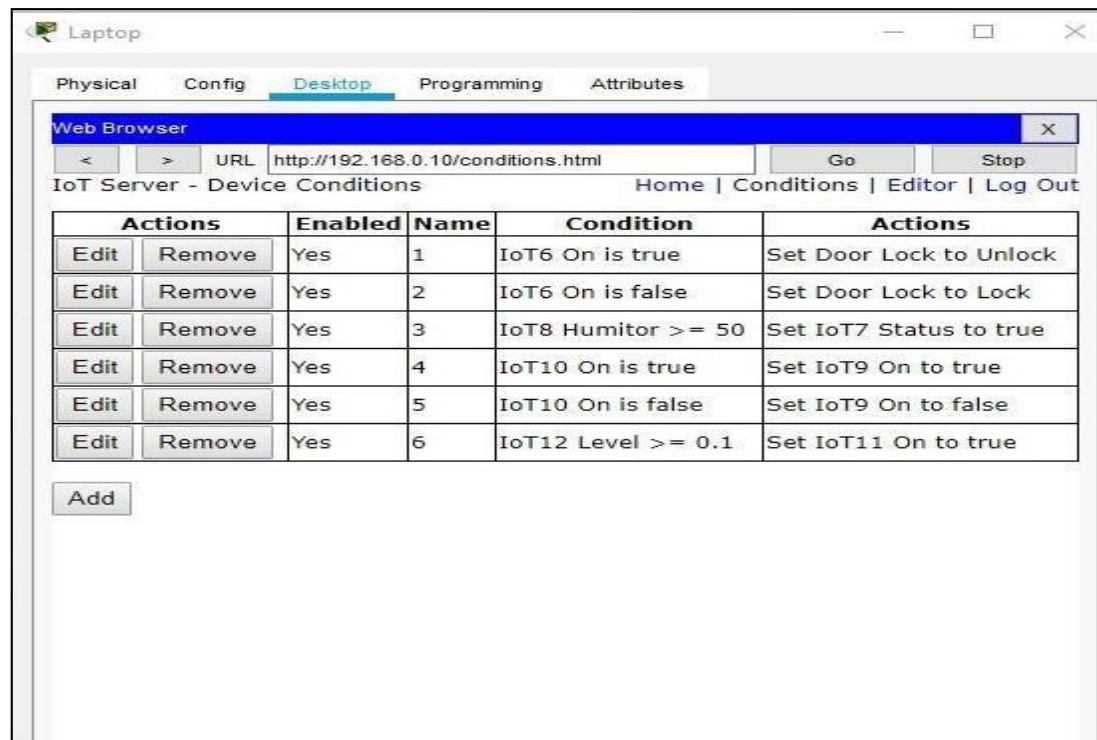 Laptop
Physical Config Desktop Programming Attributes
Web Browser X
< > URL http://192.168.0.10/conditions.html Go Stop
IoT Server - Device Conditions Home | Conditions | Editor | Log Out
Actions Enabled Name Condition Actions
Edit Remove Yes 1 IoT6 On is true Set Door Lock to Unlock
Edit Remove Yes 2 IoT6 On is false Set Door Lock to Lock
Edit Remove Yes 3 IoT8 Humitor >= 50 Set IoT7 Status to true
Edit Remove Yes 4 IoT10 On is true Set IoT9 On to true
Edit Remove Yes 5 IoT10 On is false Set IoT9 On to false
Edit Remove Yes 6 IoT12 Level >= 0.1 Set IoT11 On to true
Add